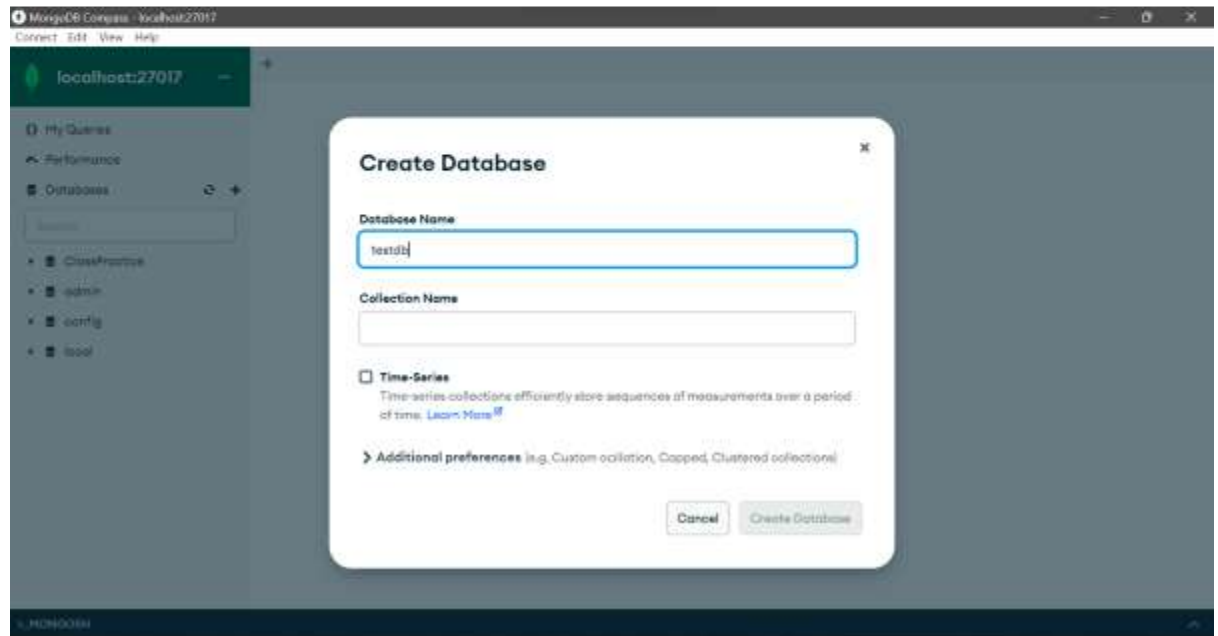 MongoDB Compass - localhost:27017
Connect Edit View Help
localhost:27017
My Queries
Performance
Databases
Search
ClassPractice
admin
config
local
Create Database
Database Name
testdb
Collection Name
Time-Series
Time-series collections efficiently store sequences of measurements over a period
of time. Learn More
Additional preferences (e.g. Custom collation, Capped, Clustered collections)
Cancel
Create Database
>_MONGOSH